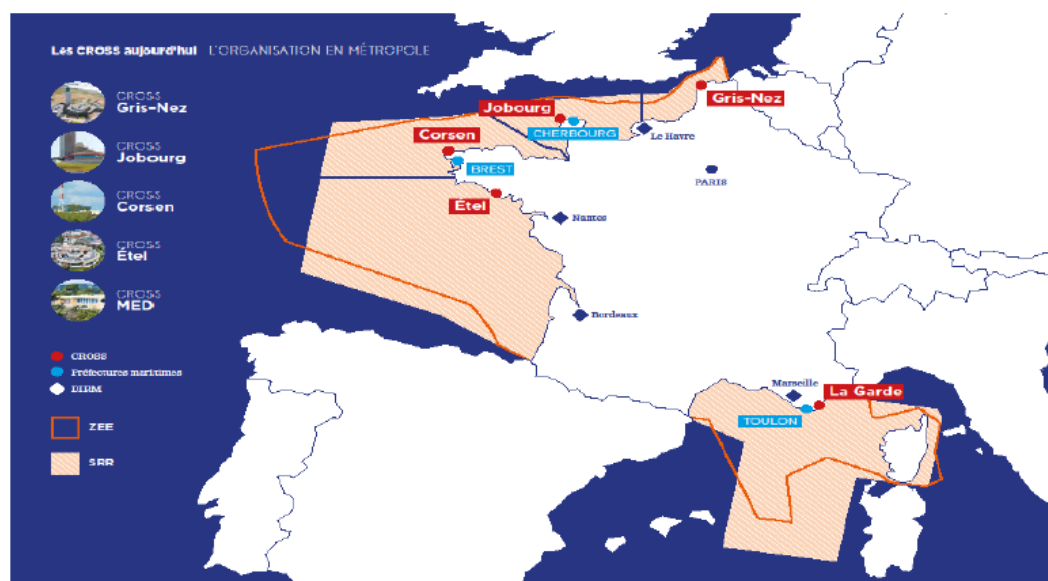 Les CROSS aujourd'hui L'ORGANISATION EN MÉTROPOLE
CROSS
Gris-Nez
CROSS
Jobourg
CROSS
Corsen
CROSS
Étel
CROSS
MED
CROSS
Préfectures maritimes
DIRM
ZEE
SRR
Gris-Nez
Jobourg
CHERBOURG
Le Havre
Corsen
BREST
PARIS
Étel
Nantes
Bordeaux
Marseille
La Garde
TOULON